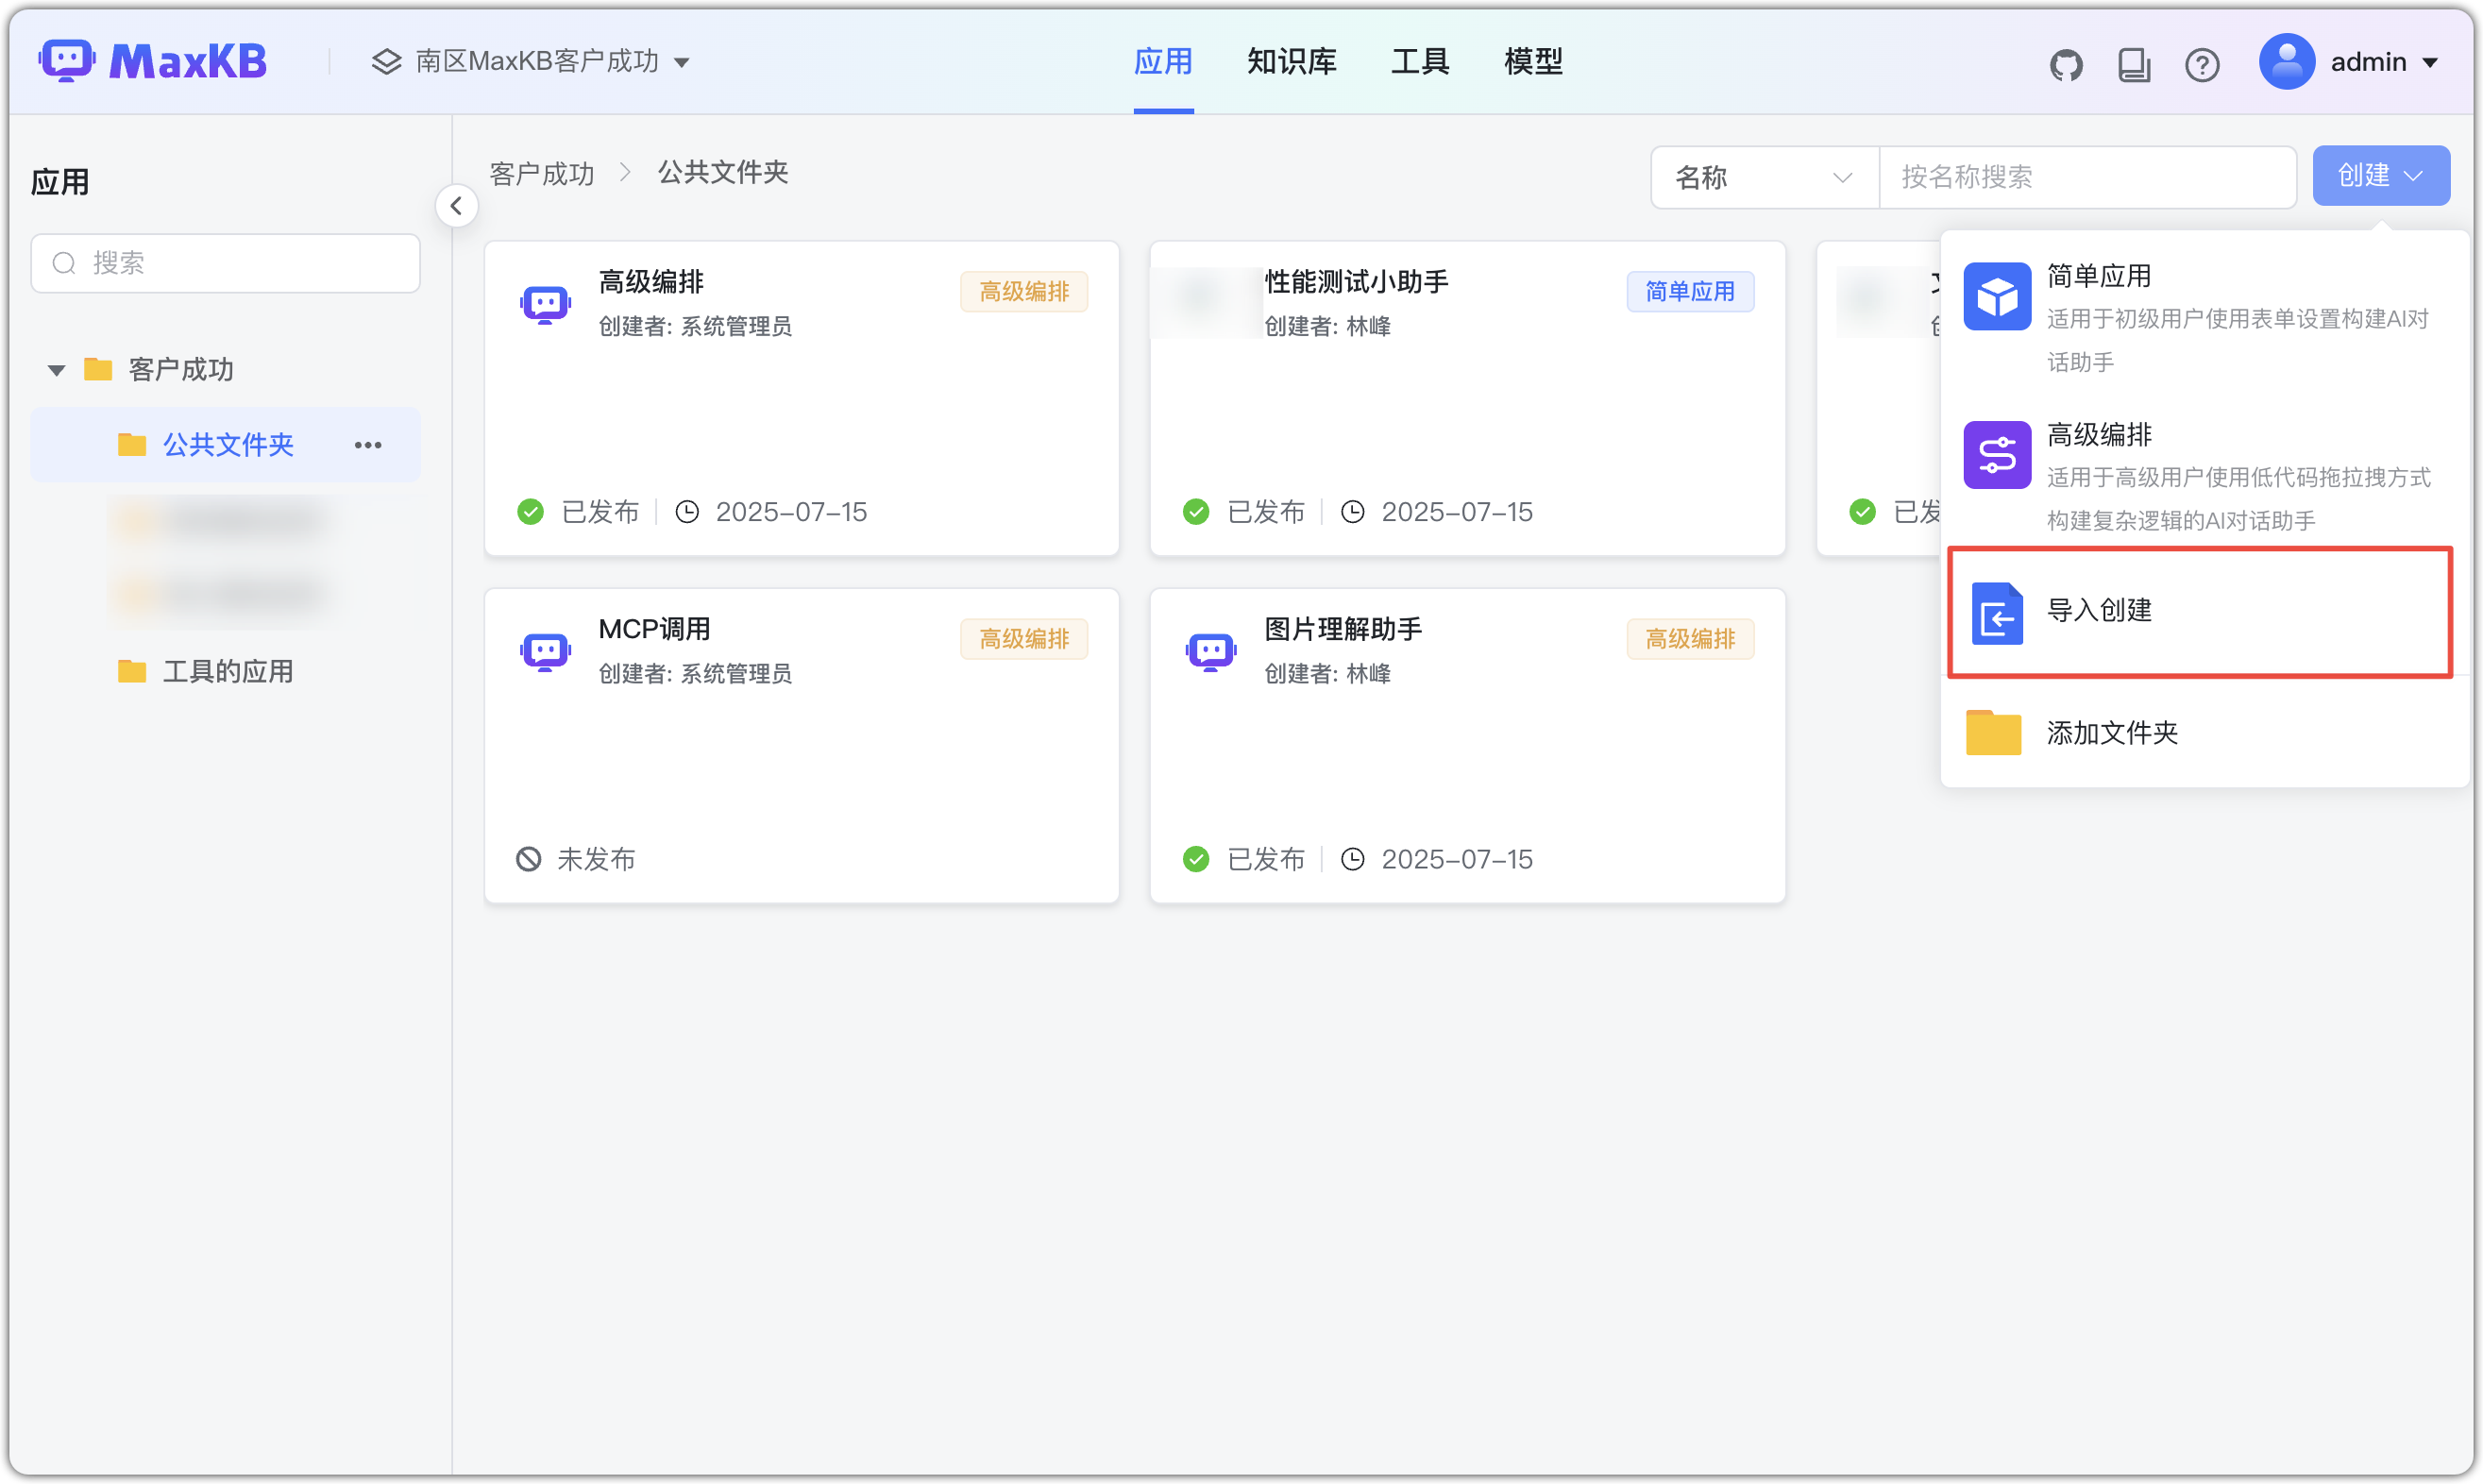 MaxKB
南区MaxKB客户成功
应用
知识库
工具
模型
admin
应用
搜索
客户成功
公共文件夹
工具的应用
客户成功 > 公共文件夹
名称
按名称搜索
创建
高级编排
高级编排
创建者: 系统管理员
已发布
2025-07-15
性能测试小助手
简单应用
创建者: 林峰
已发布
2025-07-15
已发
MCP调用
高级编排
创建者: 系统管理员
未发布
图片理解助手
高级编排
创建者: 林峰
已发布
2025-07-15
简单应用
适用于初级用户使用表单设置构建AI对
话助手
高级编排
适用于高级用户使用低代码拖拉拽方式
构建复杂逻辑的AI对话助手
导入创建
添加文件夹